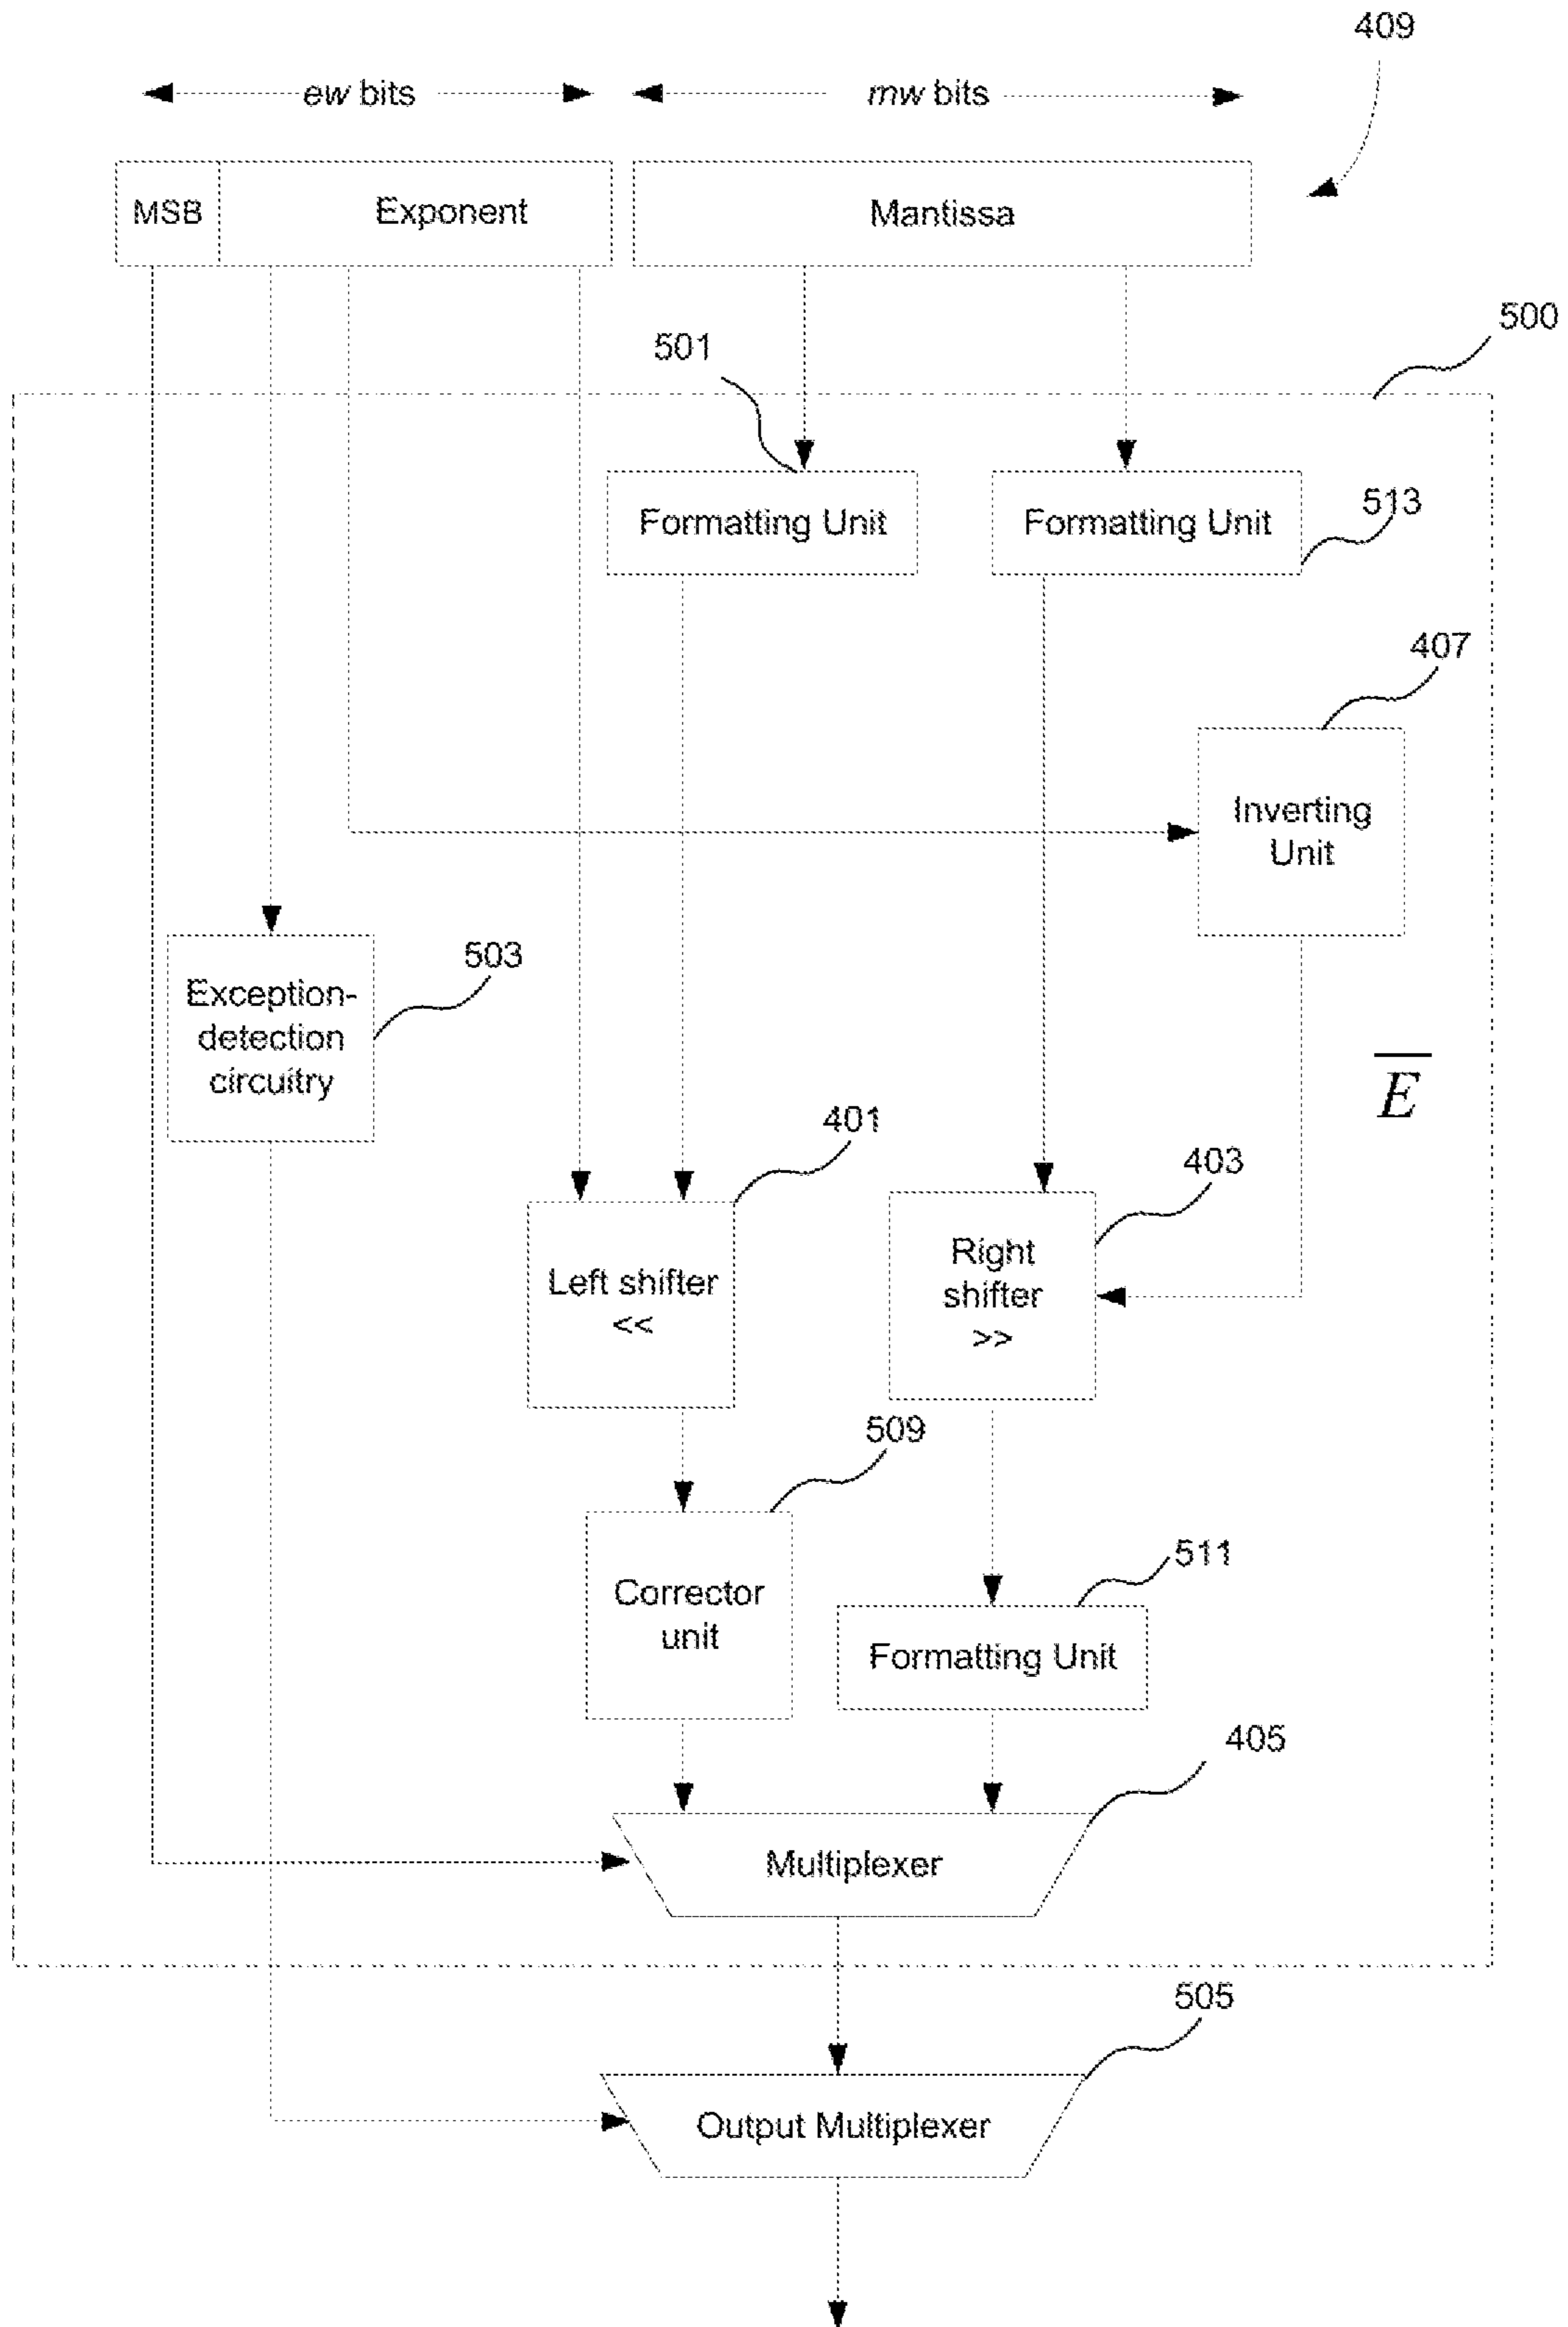 409
ew bits
mw bits
MSB
Exponent
Mantissa
500
501
Formatting Unit
Formatting Unit
513
407
Inverting
Unit
503
Exception-
detection
circuitry
E̅
401
403
Left shifter
<<
Right
shifter
>>
509
511
Corrector
unit
Formatting Unit
405
Multiplexer
505
Output Multiplexer